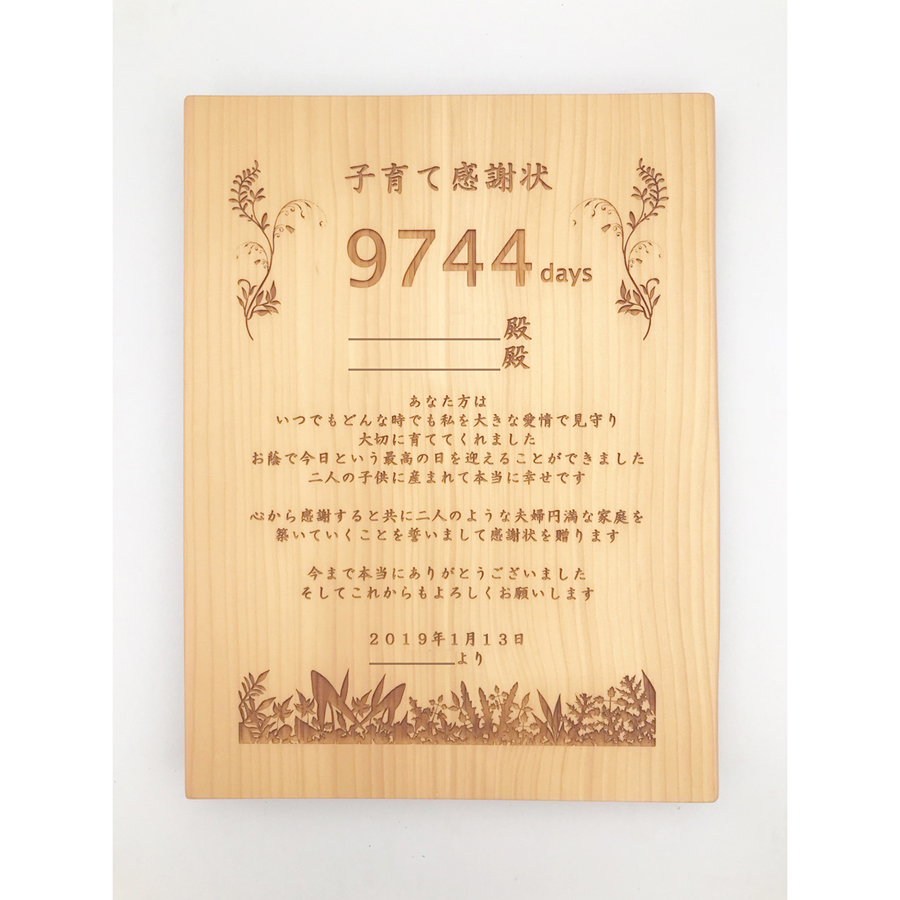 子育て感謝状
9744 days
殿
殿
あなた方は
いつでもどんな時でも私を大きな愛情で見守り
大切に育ててくれました
お蔭で今日という最高の日を迎えることができました
二人の子供に産まれて本当に幸せです
心から感謝すると共に二人のような夫婦円満な家庭を
築いていくことを誓いまして感謝状を贈ります
今まで本当にありがとうございました
そしてこれからもよろしくお願いします
2019年1月13日
より